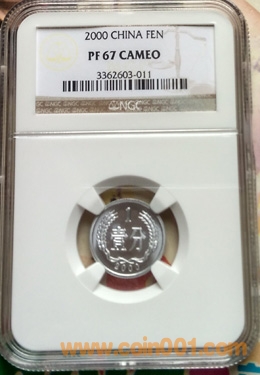 2000 CHINA FEN
PF 67 CAMEO
3362603-011
NGC
1
壹分
2000
www.coin001.com